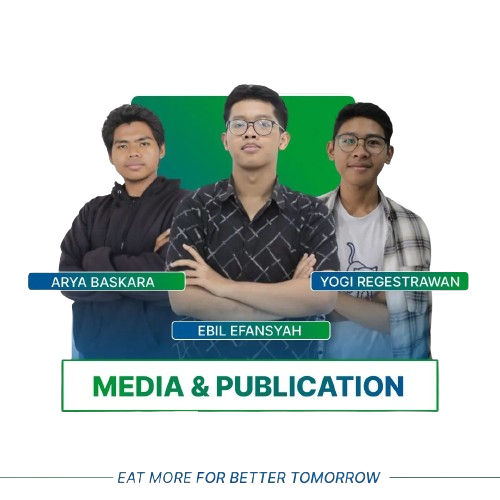 ARYA BASKARA
YOGI REGESTRAWAN
EBIL EFANSYAH
MEDIA & PUBLICATION
EAT MORE FOR BETTER TOMORROW